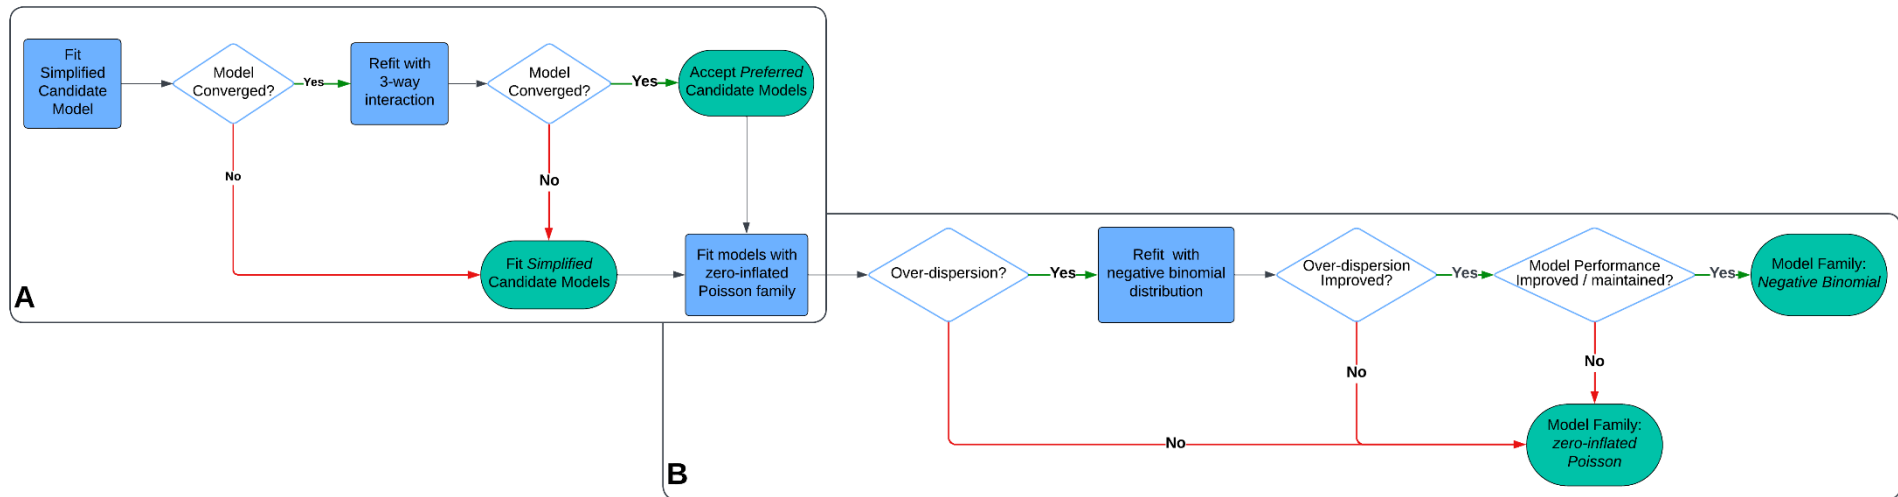 Fit
Simplified
Candidate
Model
Model
Converged?
Yes
Refit with
3-way
interaction
Model
Converged?
Yes
Accept Preferred
Candidate Models
No
No
Fit Simplified
Candidate Models
Fit models with
zero-inflated
Poisson family
A
Over-dispersion?
Yes
Refit with
negative binomial
distribution
Over-dispersion
Improved?
Yes
Model Performance
Improved / maintained?
Yes
Model Family:
Negative Binomial
No
No
No
Model Family:
zero-inflated
Poisson
B